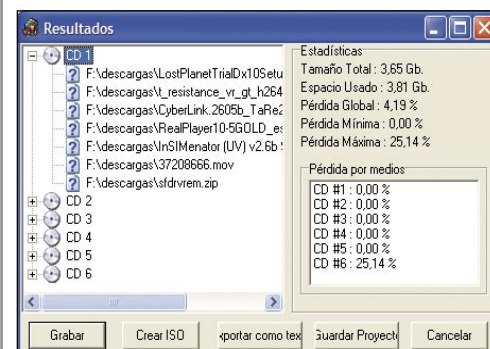 Resultados
CD 1
F:\descargas\LostPlanetTrialDx10Setu
F:\descargas\t_resistance_vr_gt_h264
F:\descargas\CyberLink.2605b_TaRe2
F:\descargas\RealPlayer10-5GOLD_es
F:\descargas\InSIMenator (UV) v2.6b
F:\descargas\37208666.mov
F:\descargas\sfdrvrem.zip
CD 2
CD 3
CD 4
CD 5
CD 6
Estadísticas
Tamaño Total : 3,65 Gb.
Espacio Usado : 3,81 Gb.
Pérdida Global : 4,19 %
Pérdida Mínima : 0,00 %
Pérdida Máxima : 25,14 %
Pérdida por medios
CD #1 : 0,00 %
CD #2 : 0,00 %
CD #3 : 0,00 %
CD #4 : 0,00 %
CD #5 : 0,00 %
CD #6 : 25,14 %
Grabar
Crear ISO
xportar como tex
Guardar Proyect
Cancelar